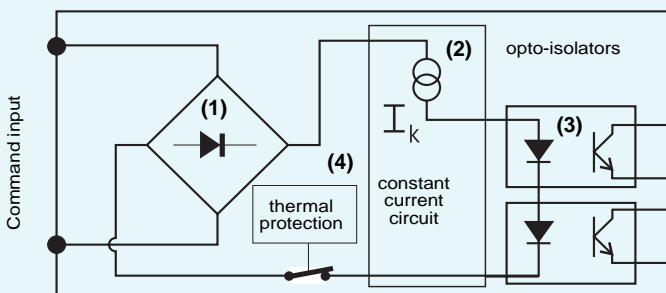 Command input
(1)
(2)
opto-isolators
(3)
(4)
I k
constant
current
circuit
thermal
protection